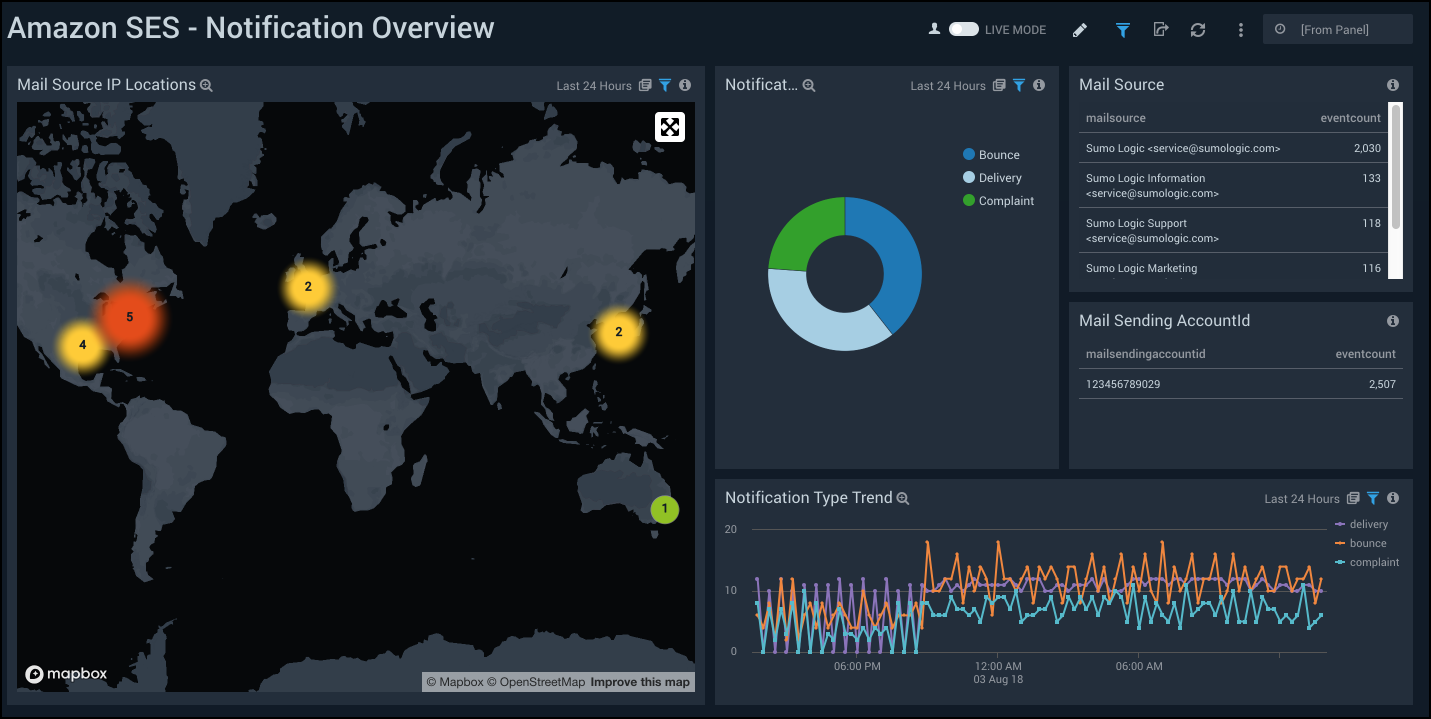 Amazon SES - Notification Overview
LIVE MODE
[From Panel]
Mail Source IP Locations
Last 24 Hours
5
4
2
2
1
mapbox
© Mapbox © OpenStreetMap Improve this map
Notificat...
Last 24 Hours
Bounce
Delivery
Complaint
Mail Source
mailsource eventcount
Sumo Logic <service@sumologic.com> 2,030
Sumo Logic Information 133
<service@sumologic.com>
Sumo Logic Support 118
<service@sumologic.com>
Sumo Logic Marketing 116
Mail Sending AccountId
mailsendingaccountid eventcount
123456789029 2,507
Notification Type Trend
Last 24 Hours
20
10
0
06:00 PM 12:00 AM 06:00 AM
03 Aug 18
delivery
bounce
complaint